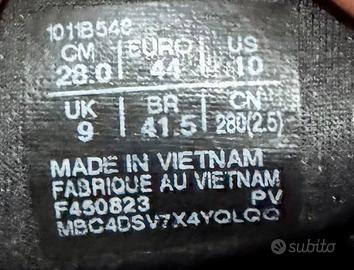 1011B548
CM EURO US
28.0 44 10
UK BR CN
9 41.5 280(2.5)
MADE IN VIETNAM
FABRIQUE AU VIETNAM
F450823 PV
MBC4DSV7X4YQLGQ
subito